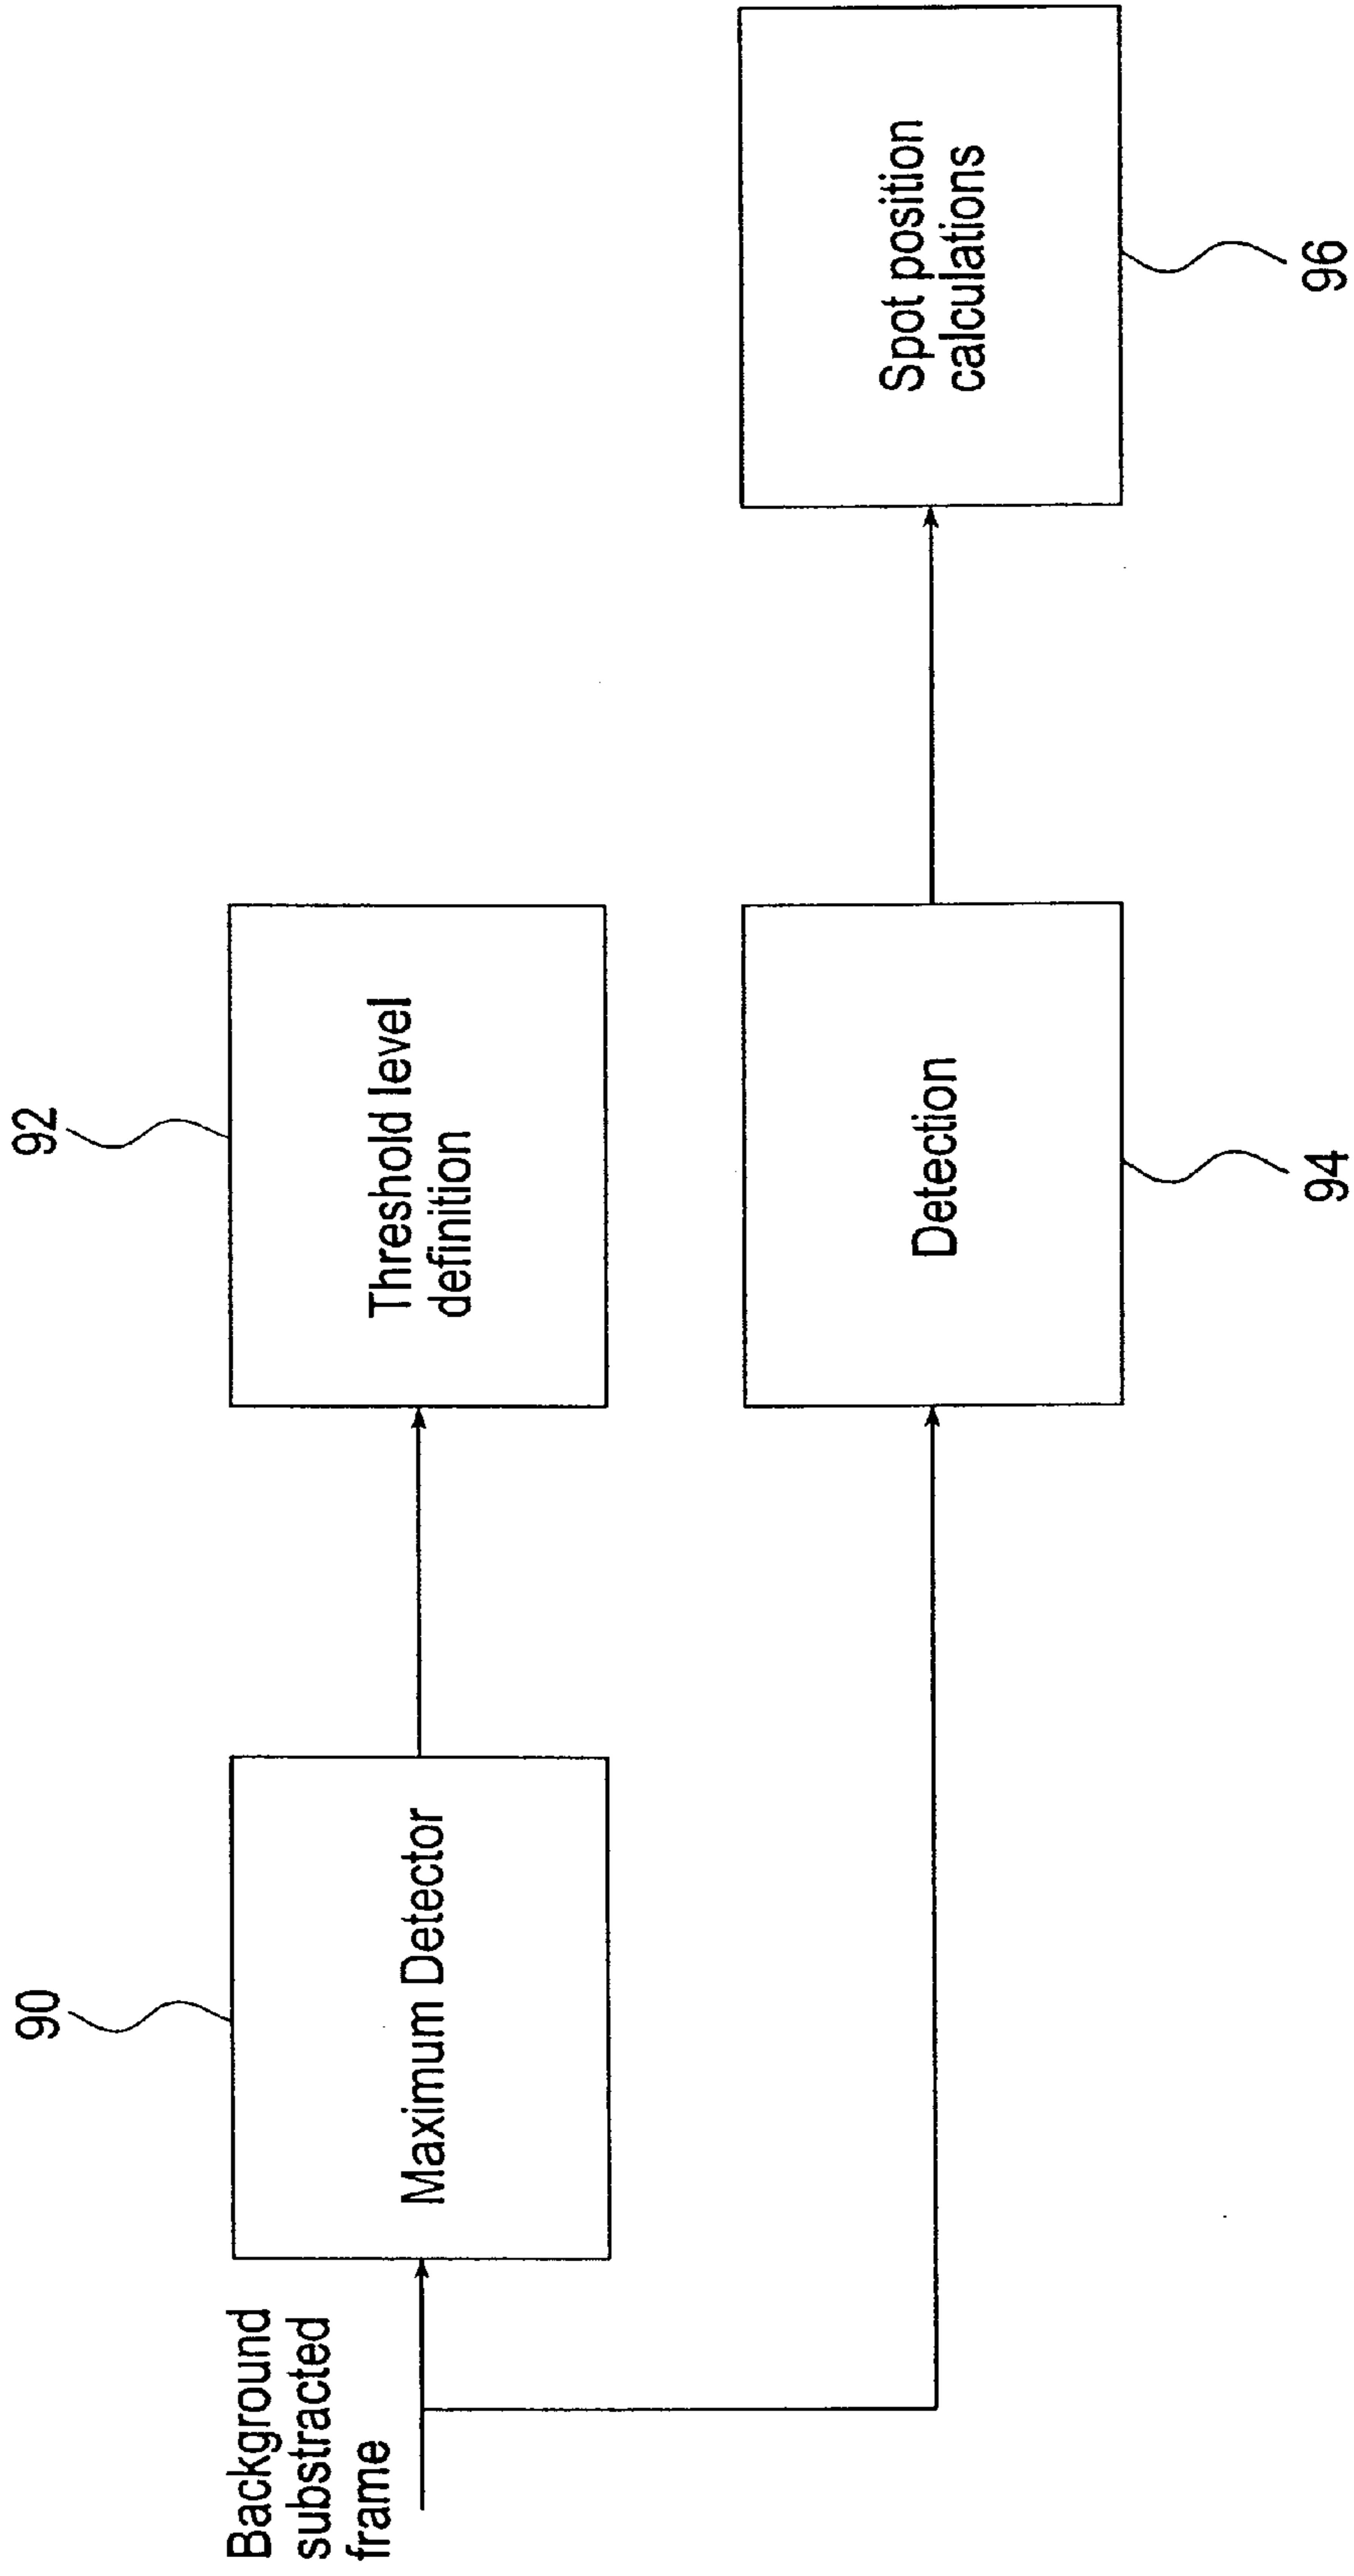 Background
substracted
frame
90
Maximum Detector
92
Threshold level
definition
Detection
94
Spot position
calculations
96